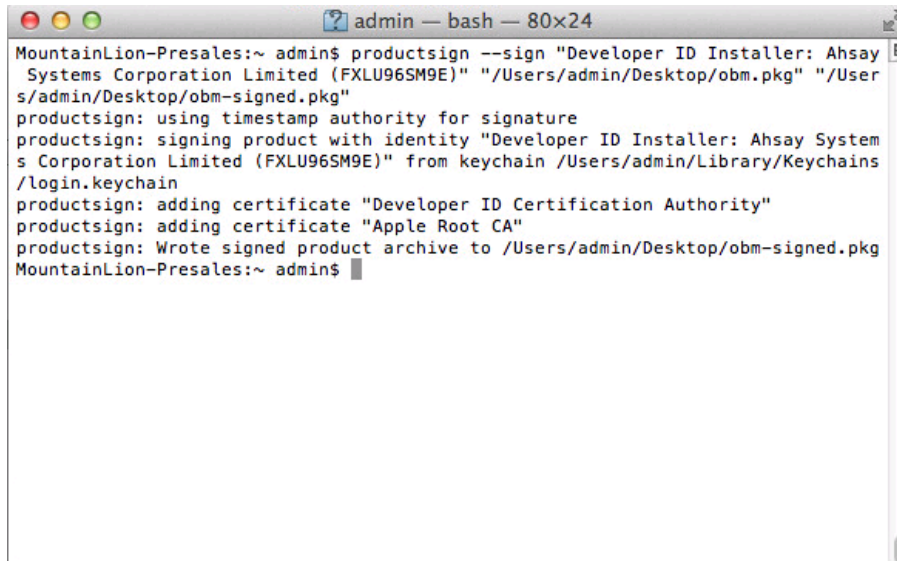 admin — bash — 80×24
MountainLion-Presales:~ admin$ productsign --sign "Developer ID Installer: Ahsay
 Systems Corporation Limited (FXLU96SM9E)" "/Users/admin/Desktop/obm.pkg" "/User
s/admin/Desktop/obm-signed.pkg"
productsign: using timestamp authority for signature
productsign: signing product with identity "Developer ID Installer: Ahsay System
s Corporation Limited (FXLU96SM9E)" from keychain /Users/admin/Library/Keychains
/login.keychain
productsign: adding certificate "Developer ID Certification Authority"
productsign: adding certificate "Apple Root CA"
productsign: Wrote signed product archive to /Users/admin/Desktop/obm-signed.pkg
MountainLion-Presales:~ admin$